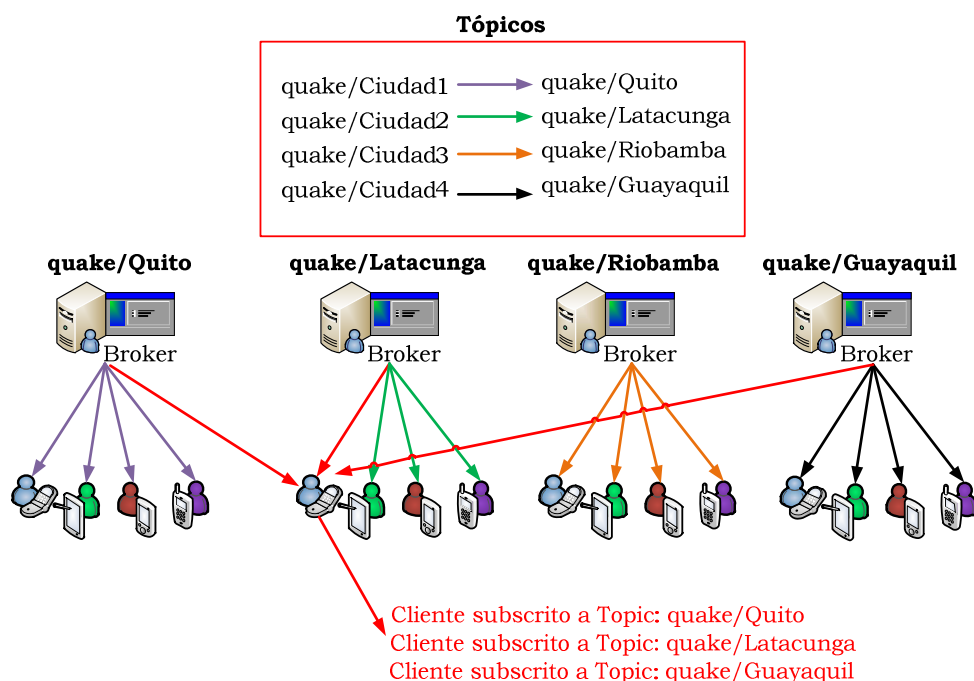 Tópicos
quake/Ciudad1 quake/Quito
quake/Ciudad2 quake/Latacunga
quake/Ciudad3 quake/Riobamba
quake/Ciudad4 quake/Guayaquil
quake/Quito quake/Latacunga quake/Riobamba quake/Guayaquil
Broker Broker Broker Broker
Cliente subscrito a Topic: quake/Quito
Cliente subscrito a Topic: quake/Latacunga
Cliente subscrito a Topic: quake/Guayaquil